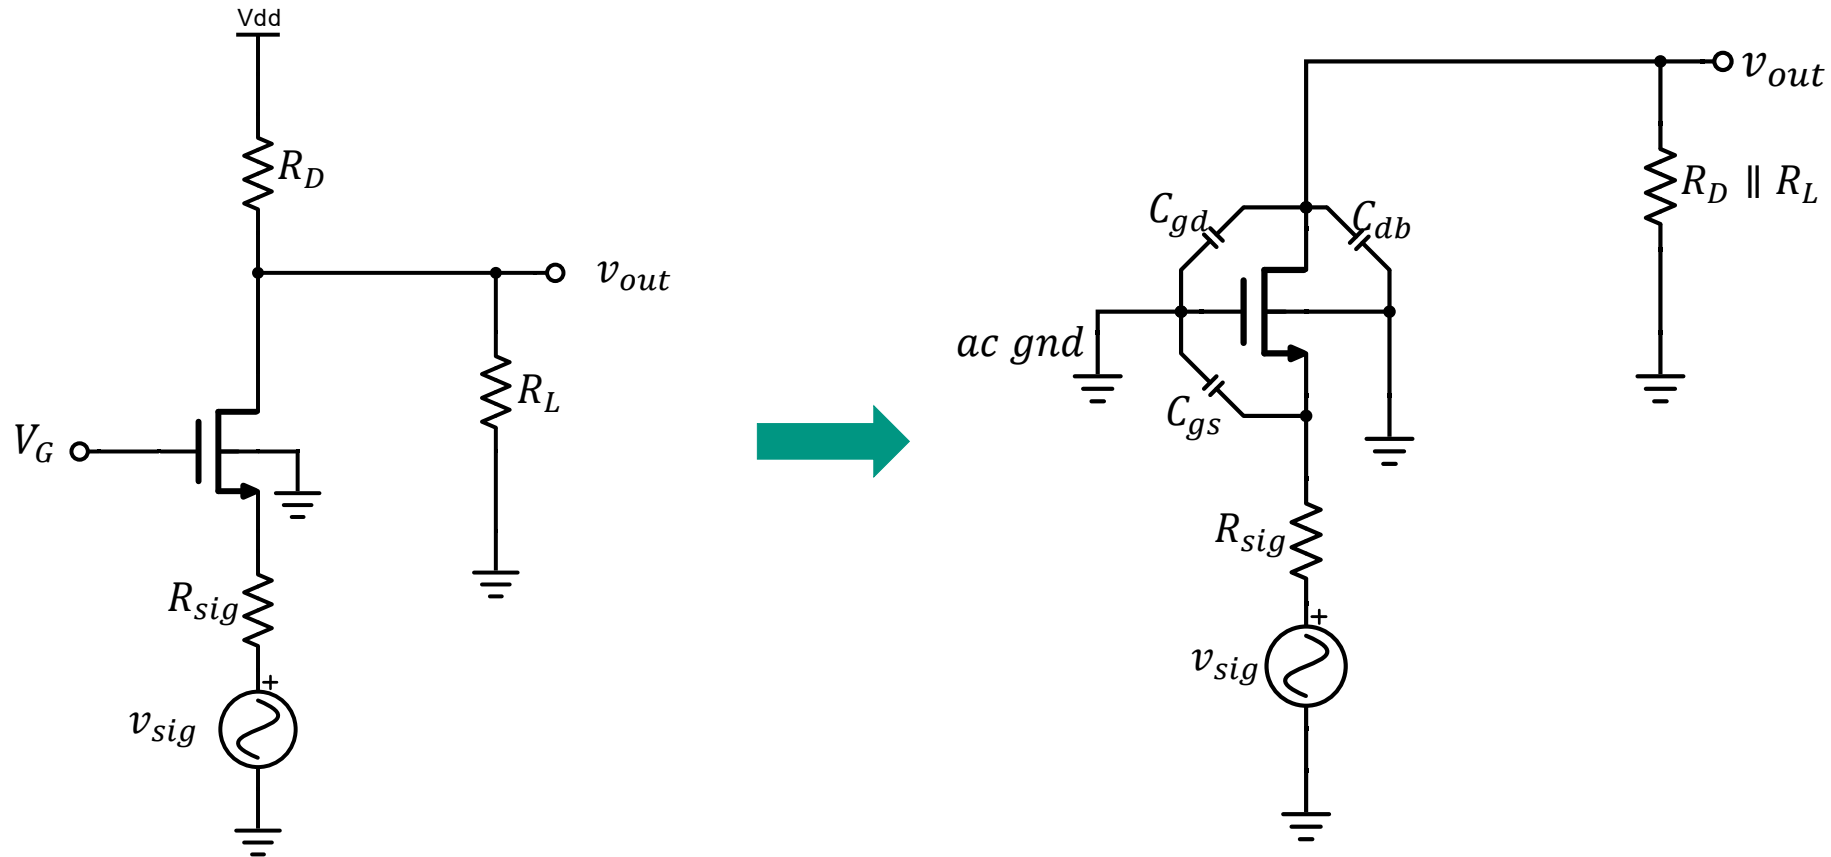 Vdd
R_D
v_out
R_L
V_G
R_sig
+
v_sig
v_out
R_D ∥ R_L
C_gd
C_db
ac gnd
C_gs
R_sig
+
v_sig